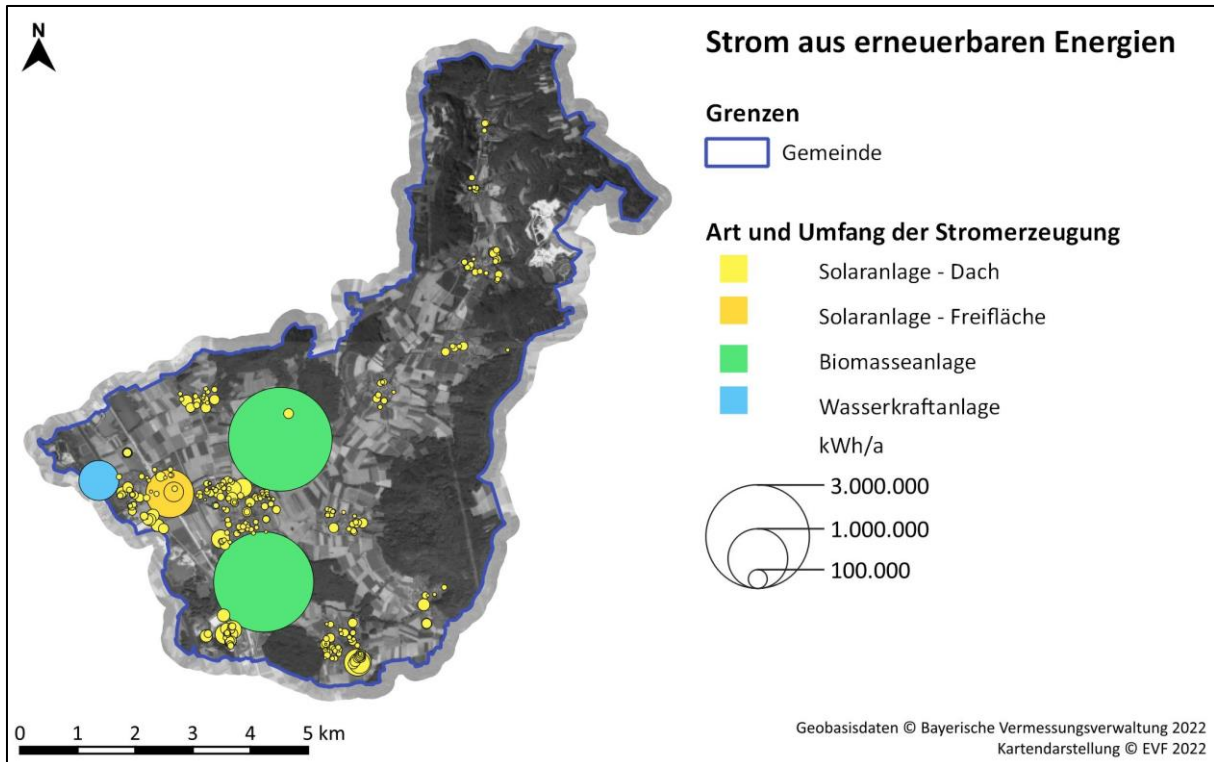 N
Strom aus erneuerbaren Energien
Grenzen
Gemeinde
Art und Umfang der Stromerzeugung
Solaranlage - Dach
Solaranlage - Freifläche
Biomasseanlage
Wasserkraftanlage
kWh/a
3.000.000
1.000.000
100.000
0 1 2 3 4 5 km
Geobasisdaten © Bayerische Vermessungsverwaltung 2022
Kartendarstellung © EVF 2022